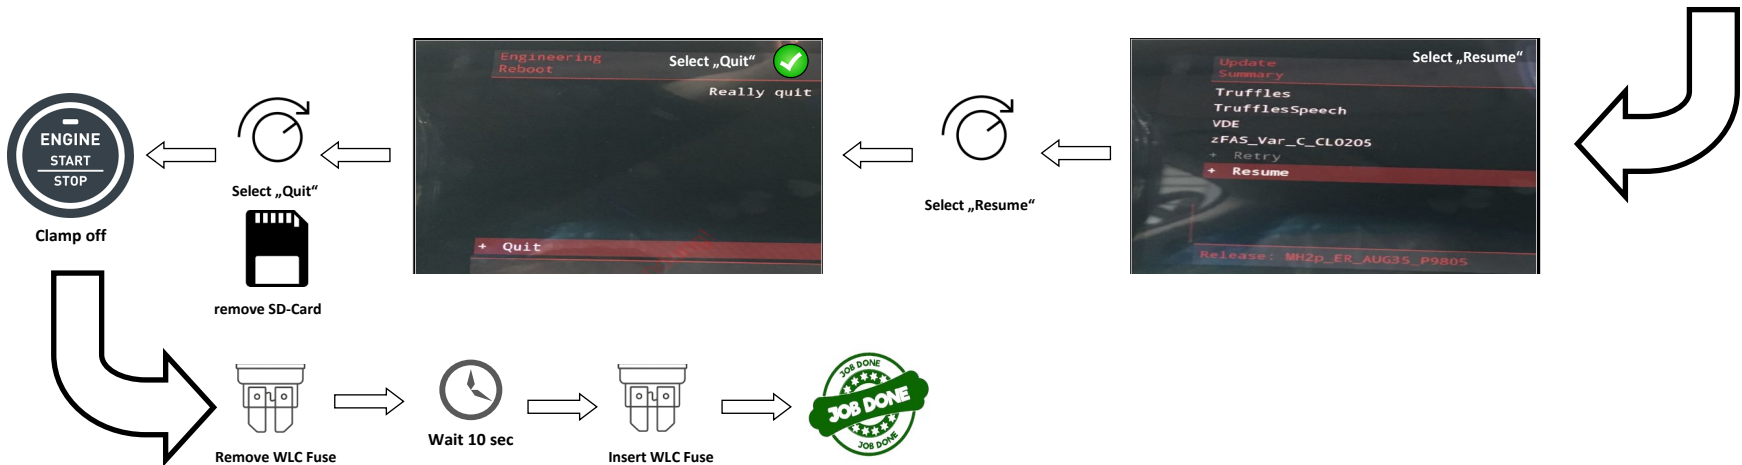 Update
Summary
Select „Resume“
Truffles
TrufflesSpeech
VDE
zFAS_Var_C_CL0205
+ Retry
+ Resume
Release: MH2p_ER_AUG35_P9805
Select „Resume“
Engineering
Reboot
Select „Quit“
Really quit
+ Quit
Select „Quit“
remove SD-Card
ENGINE
START
STOP
Clamp off
Remove WLC Fuse
Wait 10 sec
Insert WLC Fuse
JOB DONE
JOB DONE
JOB DONE